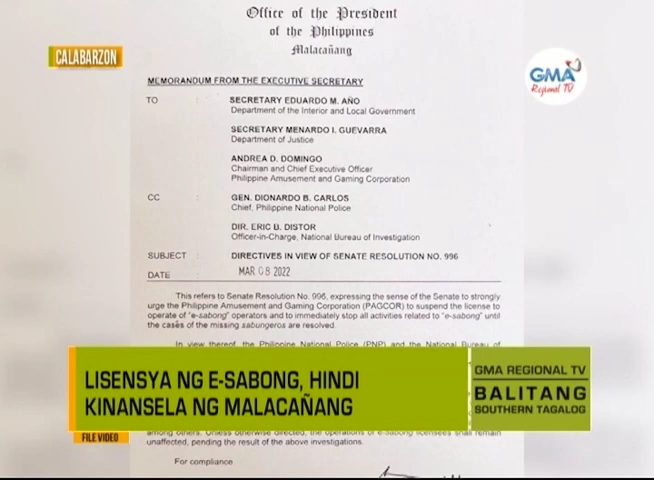 Office of the President
of the Philippines
Malacañang
CALABARZON
GMA
Regional TV
MEMORANDUM FROM THE EXECUTIVE SECRETARY
TO : SECRETARY EDUARDO M. AÑO
Department of the Interior and Local Government
SECRETARY MENARDO I. GUEVARRA
Department of Justice
ANDREA D. DOMINGO
Chairman and Chief Executive Officer
Philippine Amusement and Gaming Corporation
CC : GEN. DIONARDO B. CARLOS
Chief, Philippine National Police
DIR. ERIC B. DISTOR
Officer-in-Charge, National Bureau of Investigation
SUBJECT : DIRECTIVES IN VIEW OF SENATE RESOLUTION NO. 996
DATE : MAR 08 2022
This refers to Senate Resolution No. 996, expressing the sense of the Senate to strongly
urge the Philippine Amusement and Gaming Corporation (PAGCOR) to suspend the license to
operate of "e-sabong" operators and to immediately stop all activities related to "e-sabong" until
the cases of the missing sabungeros are resolved.
In view thereof, the Philippine National Police (PNP) and the National Bureau of
LISENSYA NG E-SABONG, HINDI
KINANSELA NG MALACAÑANG
GMA REGIONAL TV
BALITANG
SOUTHERN TAGALOG
FILE VIDEO
among others. Unless otherwise directed, the operations of e-sabong licensees shall remain
unaffected, pending the result of the above investigations.
For compliance